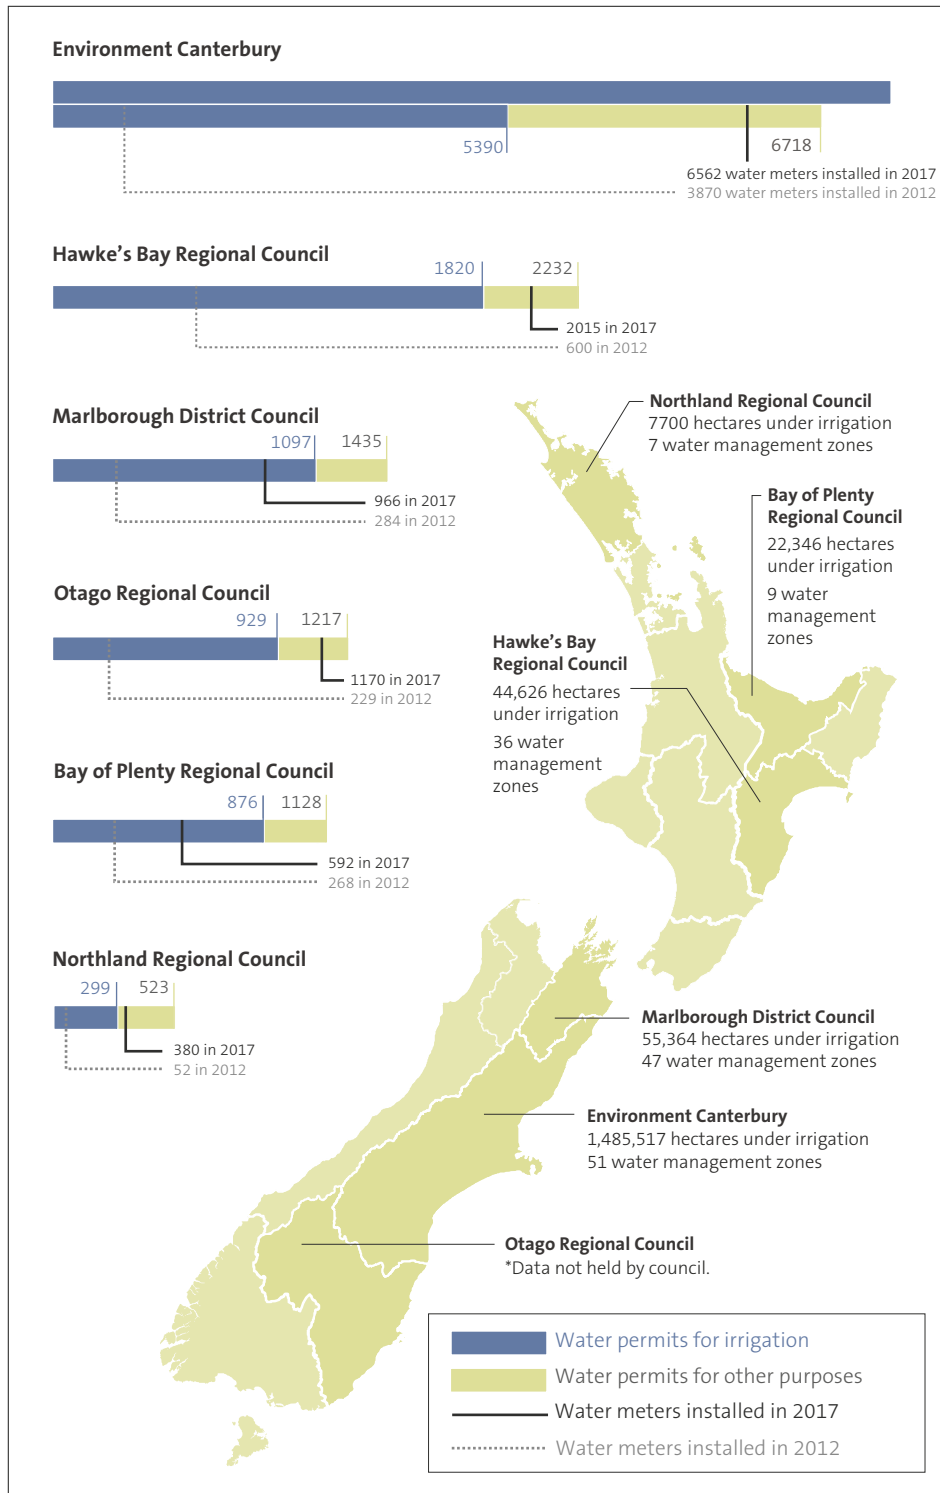 Environment Canterbury
5390
6718
6562 water meters installed in 2017
3870 water meters installed in 2012
Hawke's Bay Regional Council
1820
2232
2015 in 2017
600 in 2012
Marlborough District Council
1097
1435
966 in 2017
284 in 2012
Otago Regional Council
929
1217
1170 in 2017
229 in 2012
Bay of Plenty Regional Council
876
1128
592 in 2017
268 in 2012
Northland Regional Council
299
523
380 in 2017
52 in 2012
Northland Regional Council
7700 hectares under irrigation
7 water management zones
Bay of Plenty
Regional Council
22,346 hectares
under irrigation
9 water
management
zones
Hawke's Bay
Regional Council
44,626 hectares
under irrigation
36 water
management
zones
Marlborough District Council
55,364 hectares under irrigation
47 water management zones
Environment Canterbury
1,485,517 hectares under irrigation
51 water management zones
Otago Regional Council
*Data not held by council.
Water permits for irrigation
Water permits for other purposes
Water meters installed in 2017
Water meters installed in 2012